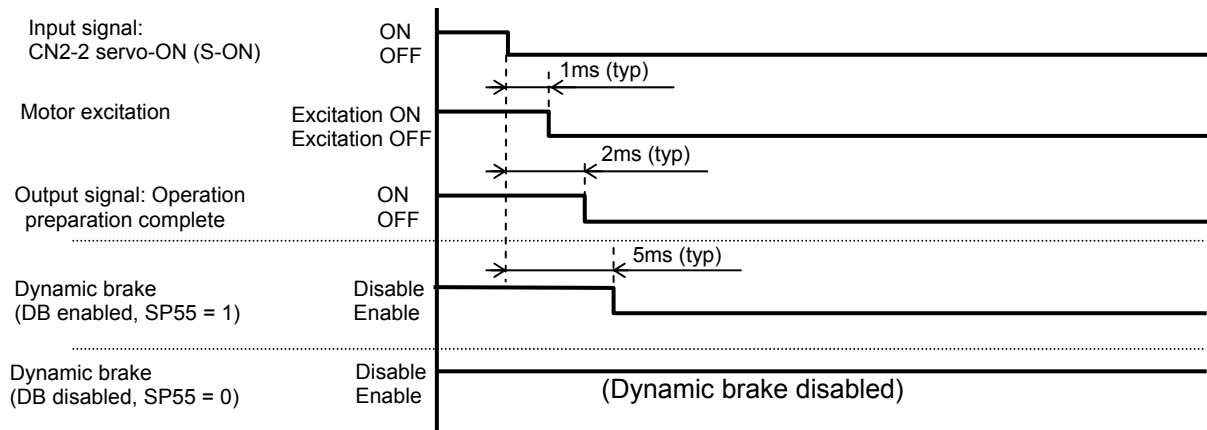 Input signal:
CN2-2 servo-ON (S-ON)
ON
OFF
1ms (typ)
Motor excitation
Excitation ON
Excitation OFF
2ms (typ)
Output signal: Operation
preparation complete
ON
OFF
5ms (typ)
Dynamic brake
(DB enabled, SP55 = 1)
Disable
Enable
Dynamic brake
(DB disabled, SP55 = 0)
Disable
Enable
(Dynamic brake disabled)